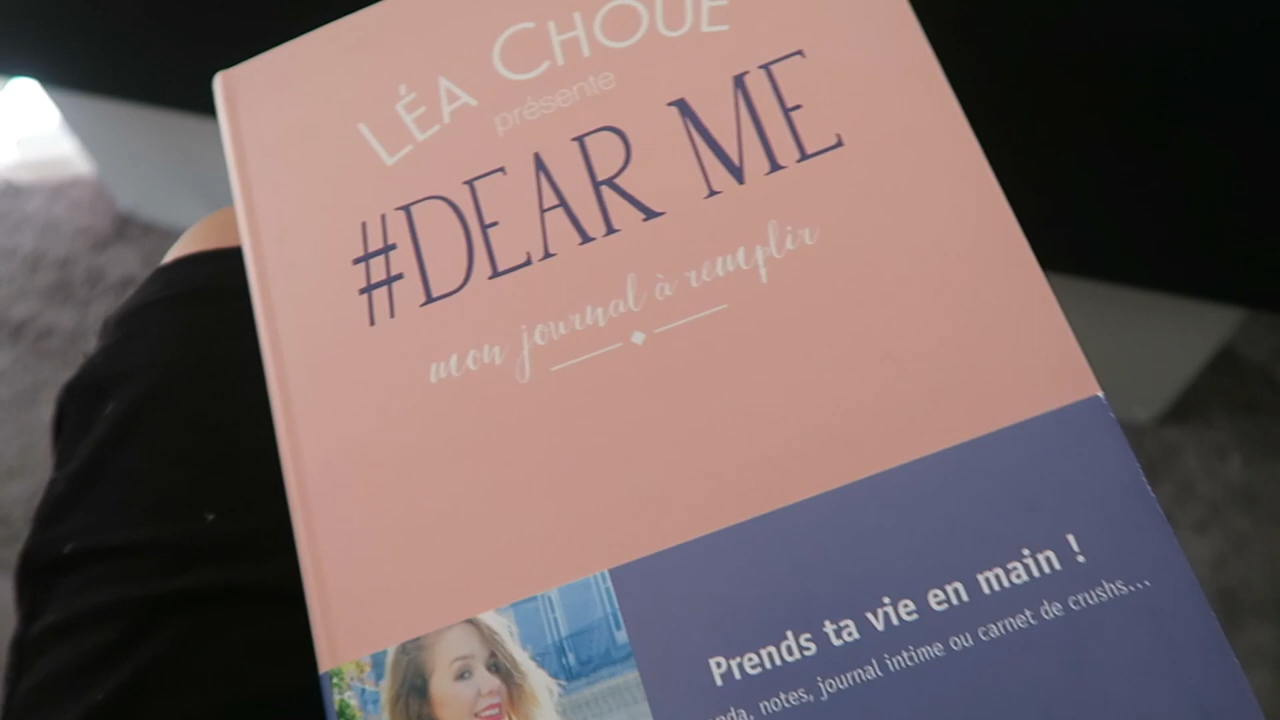 LÉA CHOUE
présente
#DEAR ME
mon journal à remplir
Prends ta vie en main !
notes, journal intime ou carnet de crushs...